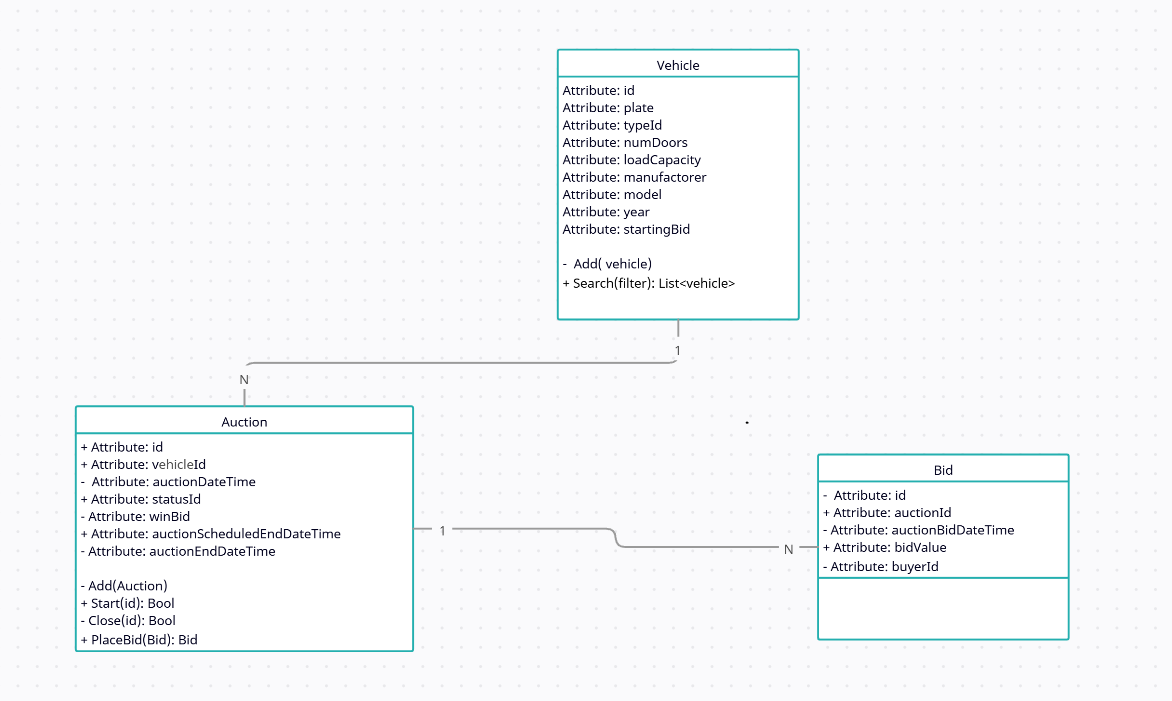 Vehicle
Attribute: id
Attribute: plate
Attribute: typeId
Attribute: numDoors
Attribute: loadCapacity
Attribute: manufactorer
Attribute: model
Attribute: year
Attribute: startingBid
- Add( vehicle)
+ Search(filter): List<vehicle>
1
N
Auction
+ Attribute: id
+ Attribute: vehicleId
- Attribute: auctionDateTime
+ Attribute: statusId
- Attribute: winBid
+ Attribute: auctionScheduledEndDateTime
- Attribute: auctionEndDateTime
- Add(Auction)
+ Start(id): Bool
- Close(id): Bool
+ PlaceBid(Bid): Bid
1
N
.
Bid
- Attribute: id
+ Attribute: auctionId
- Attribute: auctionBidDateTime
+ Attribute: bidValue
- Attribute: buyerId